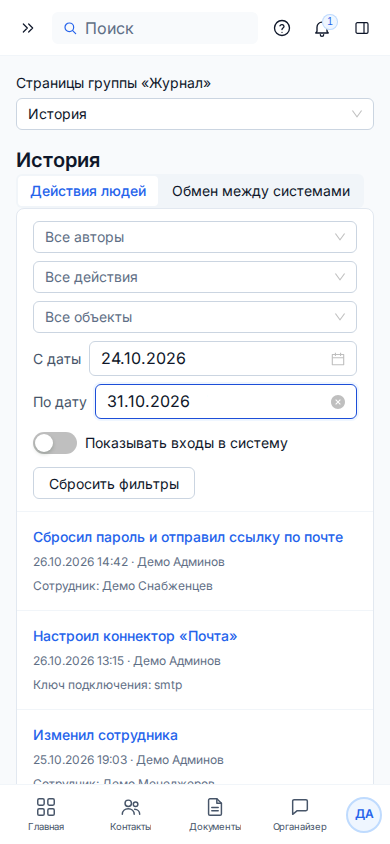 Поиск
1
Страницы группы «Журнал»
История
История
Действия людей
Обмен между системами
Все авторы
Все действия
Все объекты
С даты 24.10.2026
По дату 31.10.2026
Показывать входы в систему
Сбросить фильтры
Сбросил пароль и отправил ссылку по почте
26.10.2026 14:42 · Демо Админов
Сотрудник: Демо Снабженцев
Настроил коннектор «Почта»
26.10.2026 13:15 · Демо Админов
Ключ подключения: smtp
Изменил сотрудника
25.10.2026 19:03 · Демо Админов
Сотрудник: Демо Менеджеров
Главная
Контакты
Документы
Органайзер
ДА